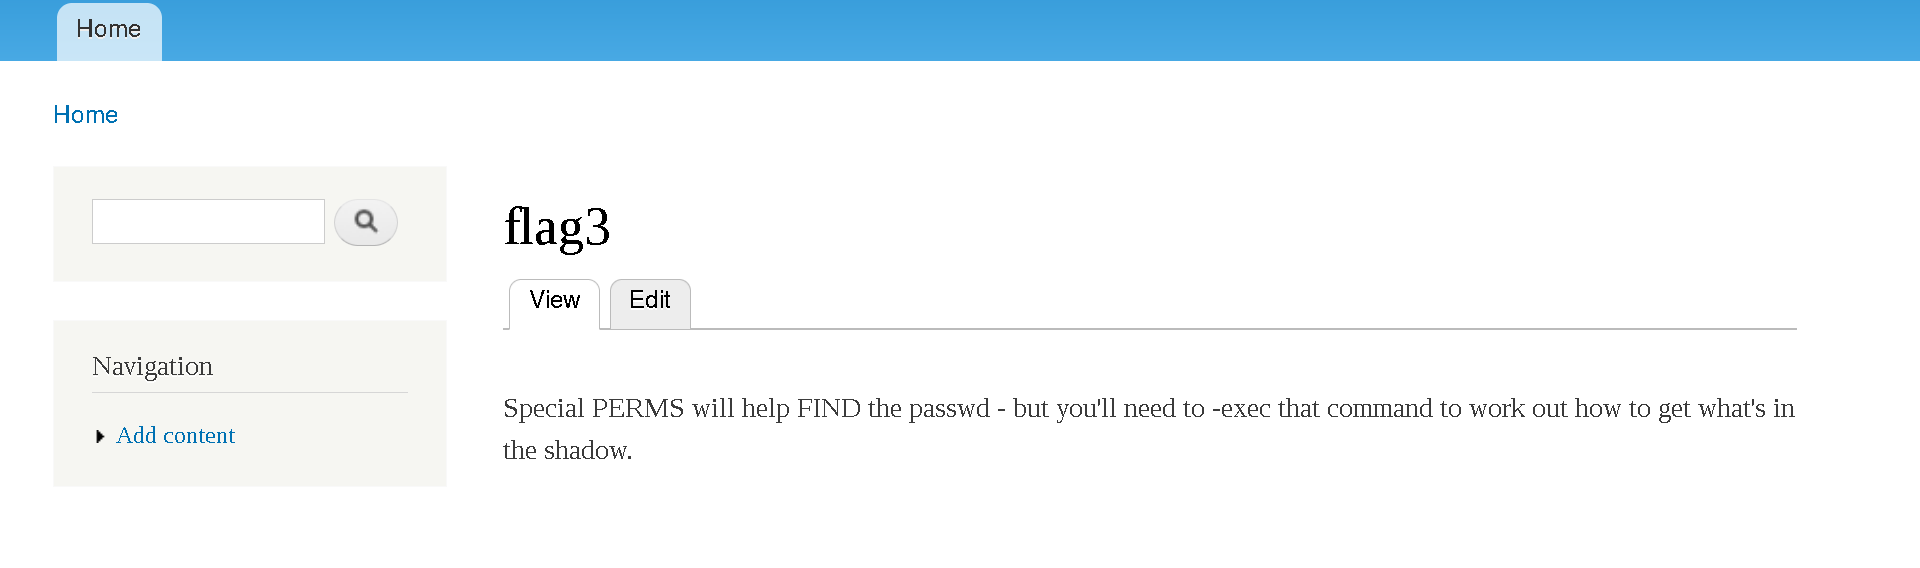 Home
Home
flag3
View Edit
Navigation
Add content
Special PERMS will help FIND the passwd - but you'll need to -exec that command to work out how to get what's in
the shadow.